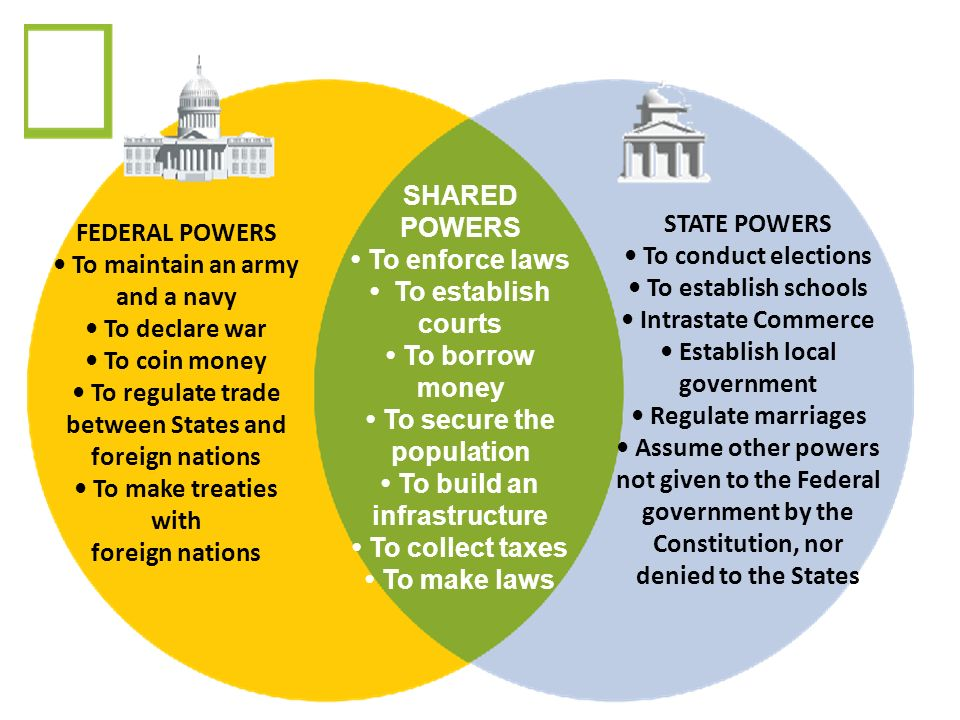 FEDERAL POWERS
• To maintain an army
and a navy
• To declare war
• To coin money
• To regulate trade
between States and
foreign nations
• To make treaties
with
foreign nations
SHARED
POWERS
• To enforce laws
• To establish
courts
• To borrow
money
• To secure the
population
• To build an
infrastructure
• To collect taxes
• To make laws
STATE POWERS
• To conduct elections
• To establish schools
• Intrastate Commerce
• Establish local
government
• Regulate marriages
• Assume other powers
not given to the Federal
government by the
Constitution, nor
denied to the States